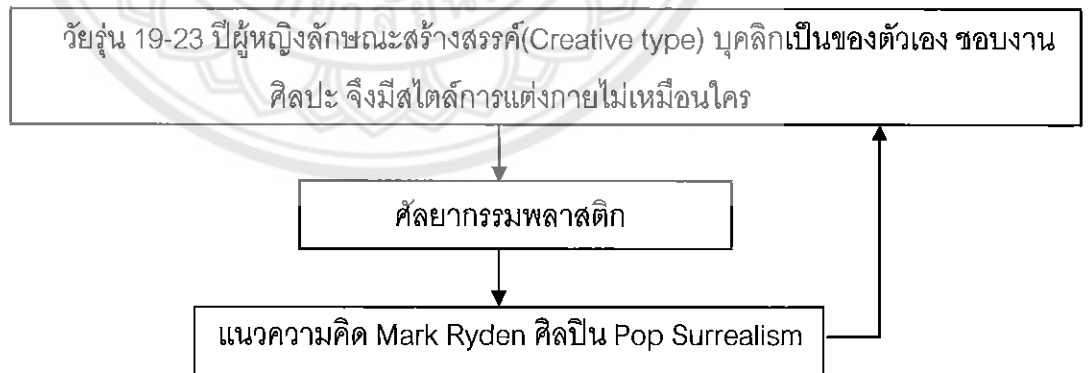 วัยรุ่น 19-23 ปีผู้หญิงลักษณะสร้างสรรค์(Creative type) บุคลิกเป็นของตัวเอง ชอบงาน
ศิลปะ จึงมีสไตล์การแต่งกายไม่เหมือนใคร
ศัลยากรรมพลาสติก
แนวความคิด Mark Ryden ศิลปิน Pop Surrealism